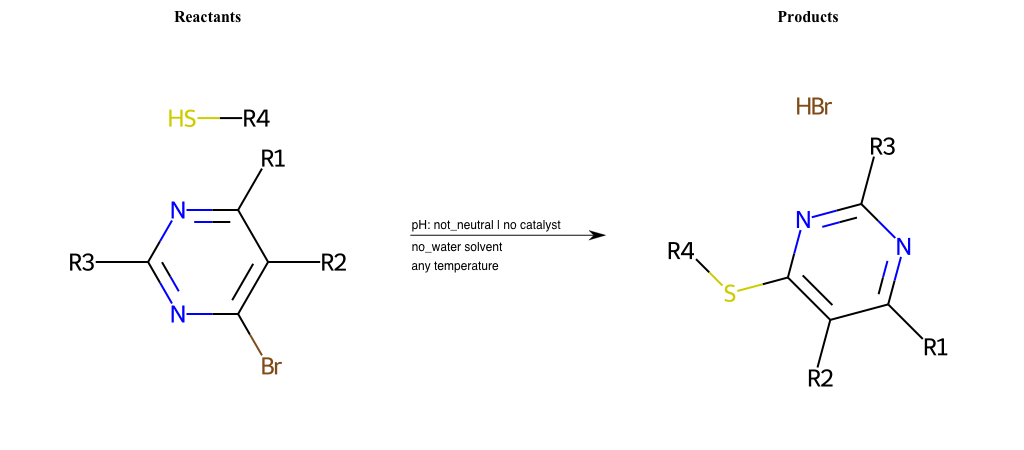 Reactants
Products
HS R4
R1
N
R3
R2
N
Br
pH: not_neutral | no catalyst
no_water solvent
any temperature
HBr
R3
N
N
R4
S
R1
R2